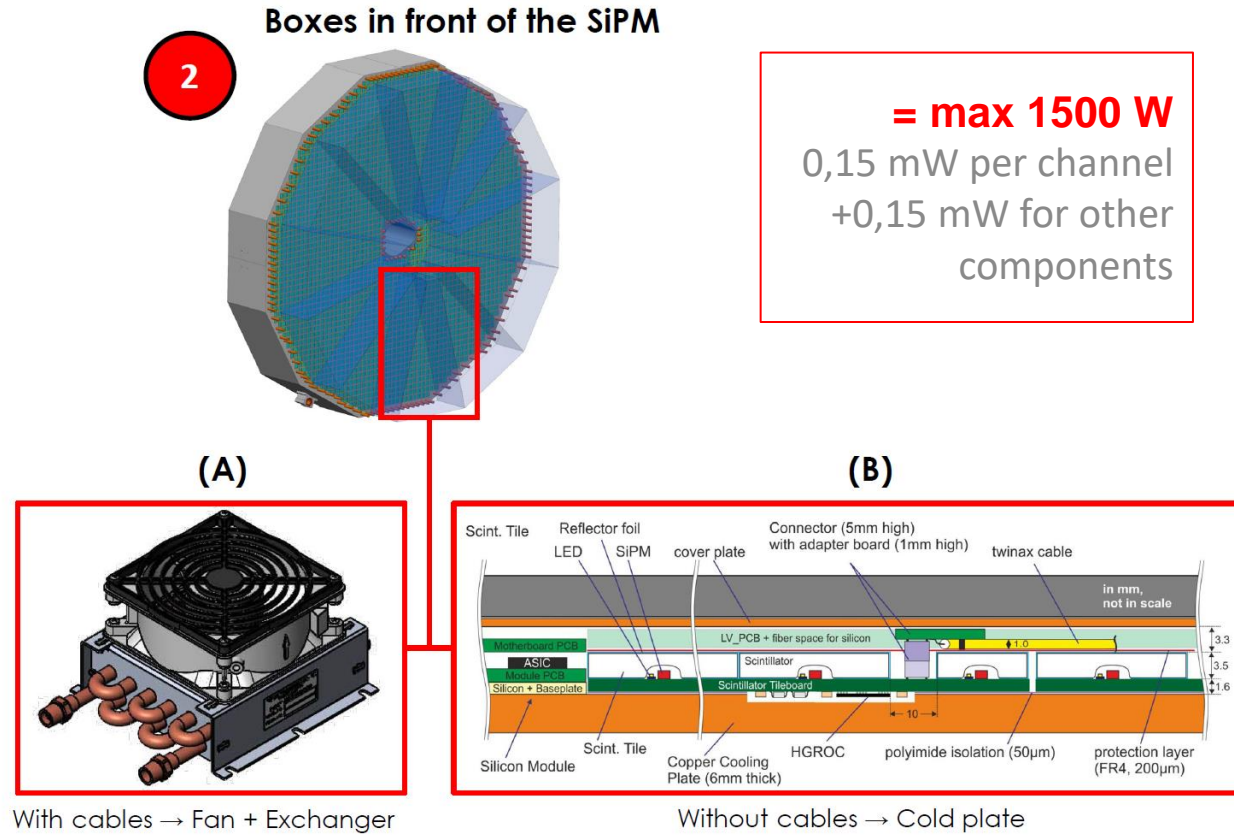 Boxes in front of the SiPM
2
= max 1500 W
0,15 mW per channel
+0,15 mW for other
components
(A)
(B)
With cables → Fan + Exchanger
Scint. Tile
Reflector foil
LED
SiPM
cover plate
Connector (5mm high)
with adapter board (1mm high)
twinax cable
in mm,
not in scale
Motherboard PCB
LV_PCB + fiber space for silicon
1.0
3.3
ASIC
Scintillator
3.5
Module PCB
Silicon + Baseplate
Scintillator Tileboard
1.6
10
Silicon Module
Scint. Tile
Copper Cooling
Plate (6mm thick)
HGROC
polyimide isolation (50µm)
protection layer
(FR4, 200µm)
Without cables → Cold plate